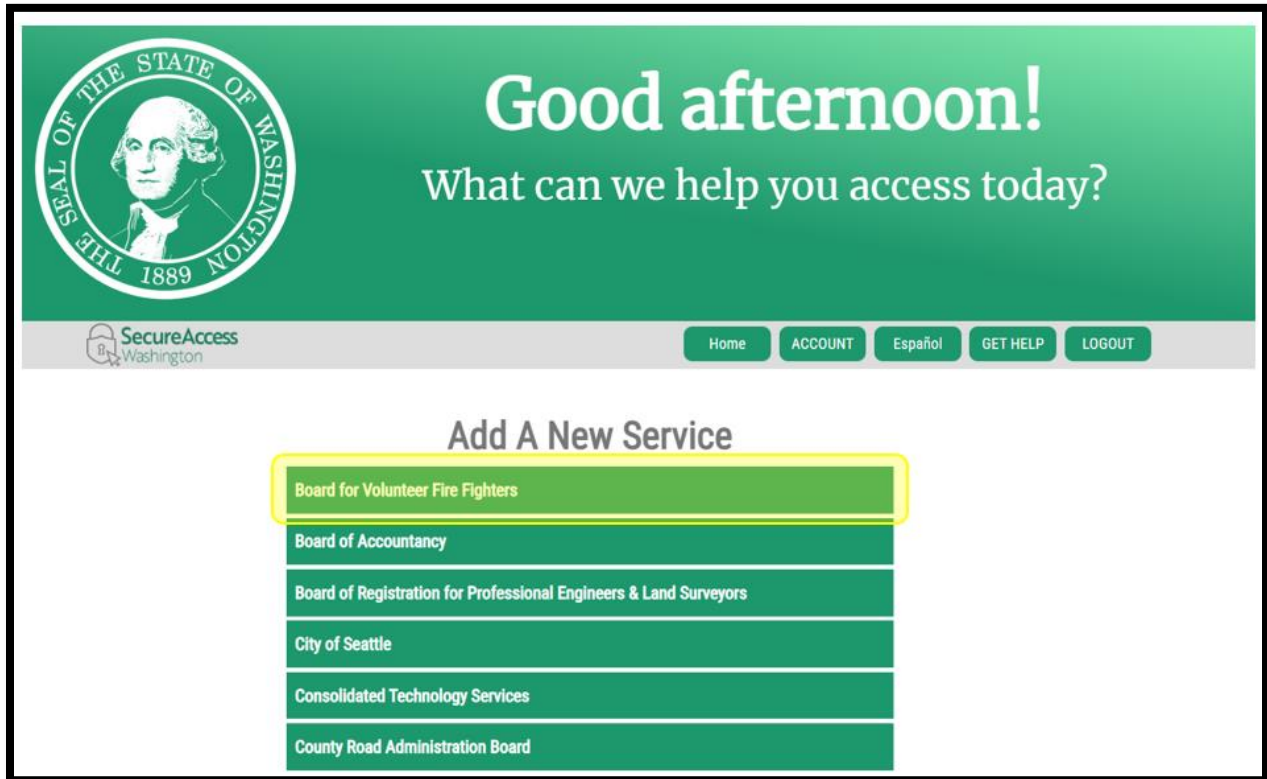 THE SEAL OF THE STATE OF WASHINGTON
1889
Good afternoon!
What can we help you access today?
SecureAccess
Washington
Home ACCOUNT Español GET HELP LOGOUT
Add A New Service
Board for Volunteer Fire Fighters
Board of Accountancy
Board of Registration for Professional Engineers & Land Surveyors
City of Seattle
Consolidated Technology Services
County Road Administration Board